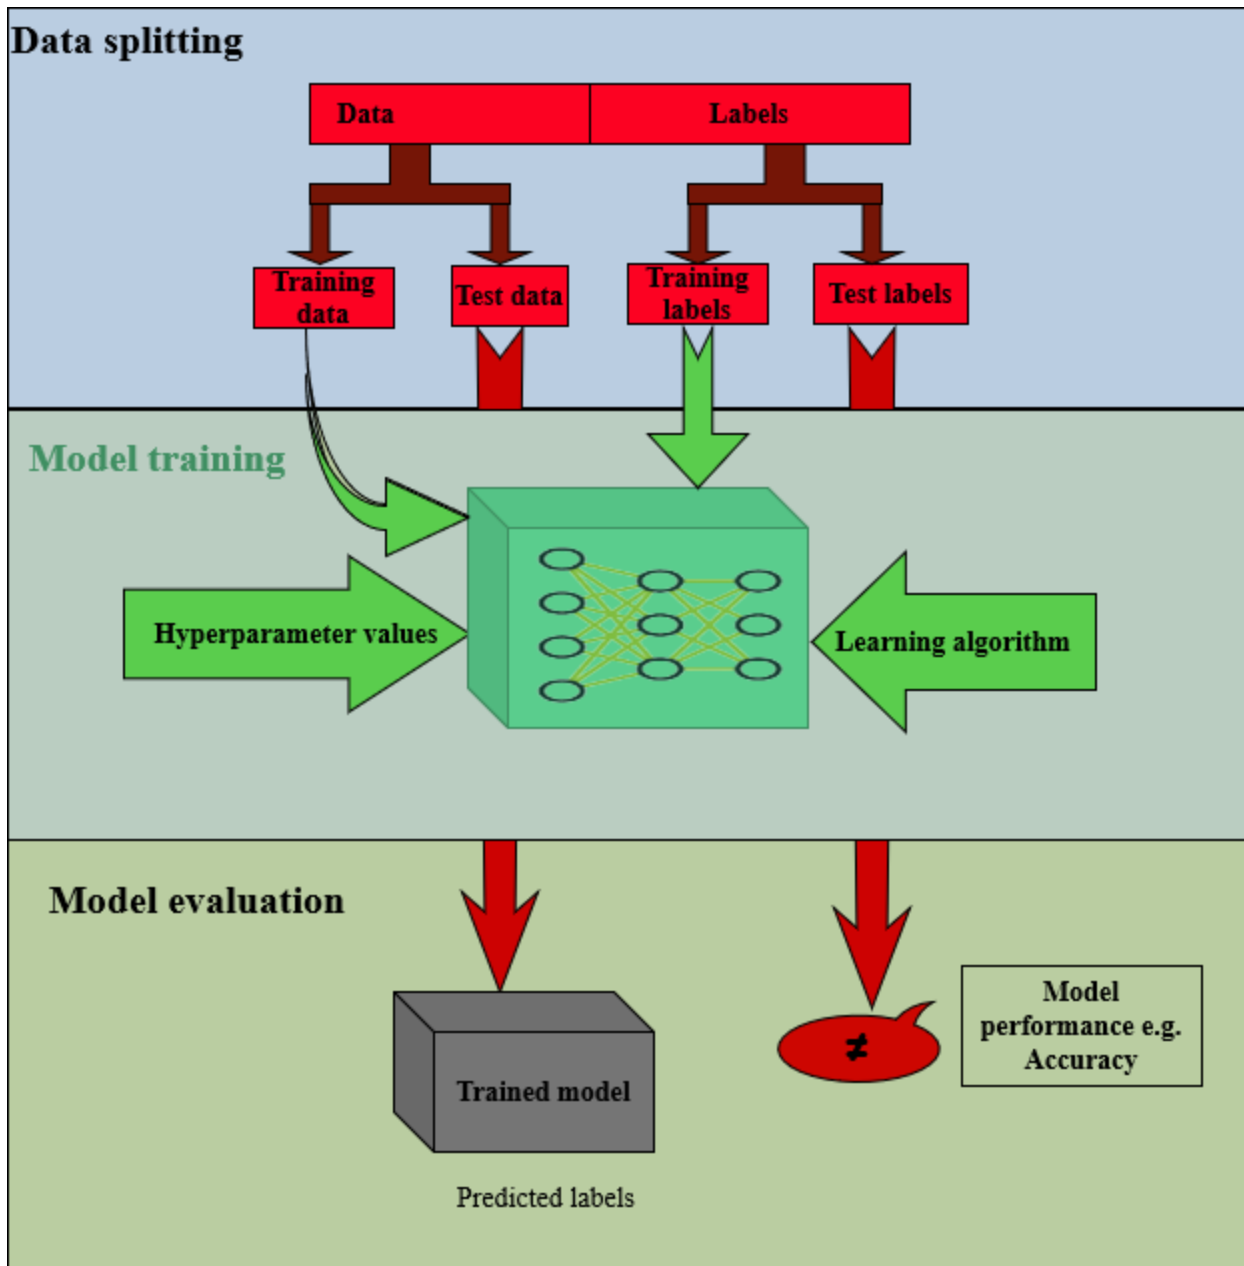 Data splitting
Data
Labels
Training
data
Test data
Training
labels
Test labels
Model training
Hyperparameter values
Learning algorithm
Model evaluation
≠
Model
performance e.g.
Accuracy
Trained model
Predicted labels